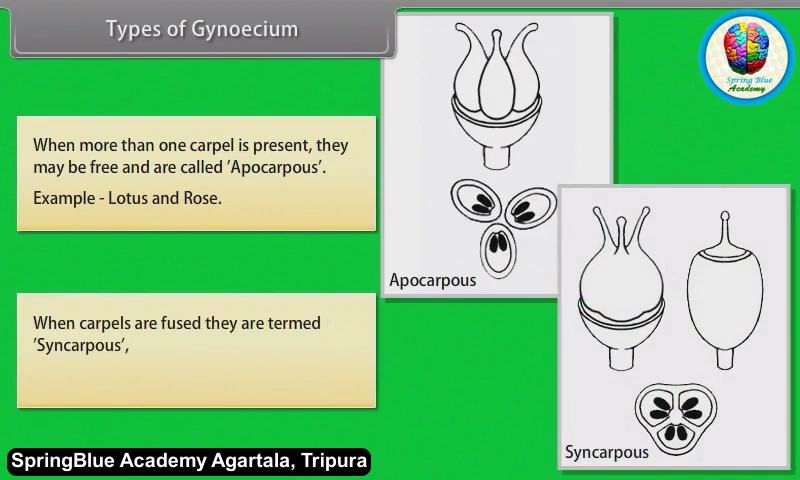 Types of Gynoecium
Spring Blue
Academy
When more than one carpel is present, they
may be free and are called 'Apocarpous'.
Example - Lotus and Rose.
Apocarpous
When carpels are fused they are termed
'Syncarpous',
Syncarpous
SpringBlue Academy Agartala, Tripura